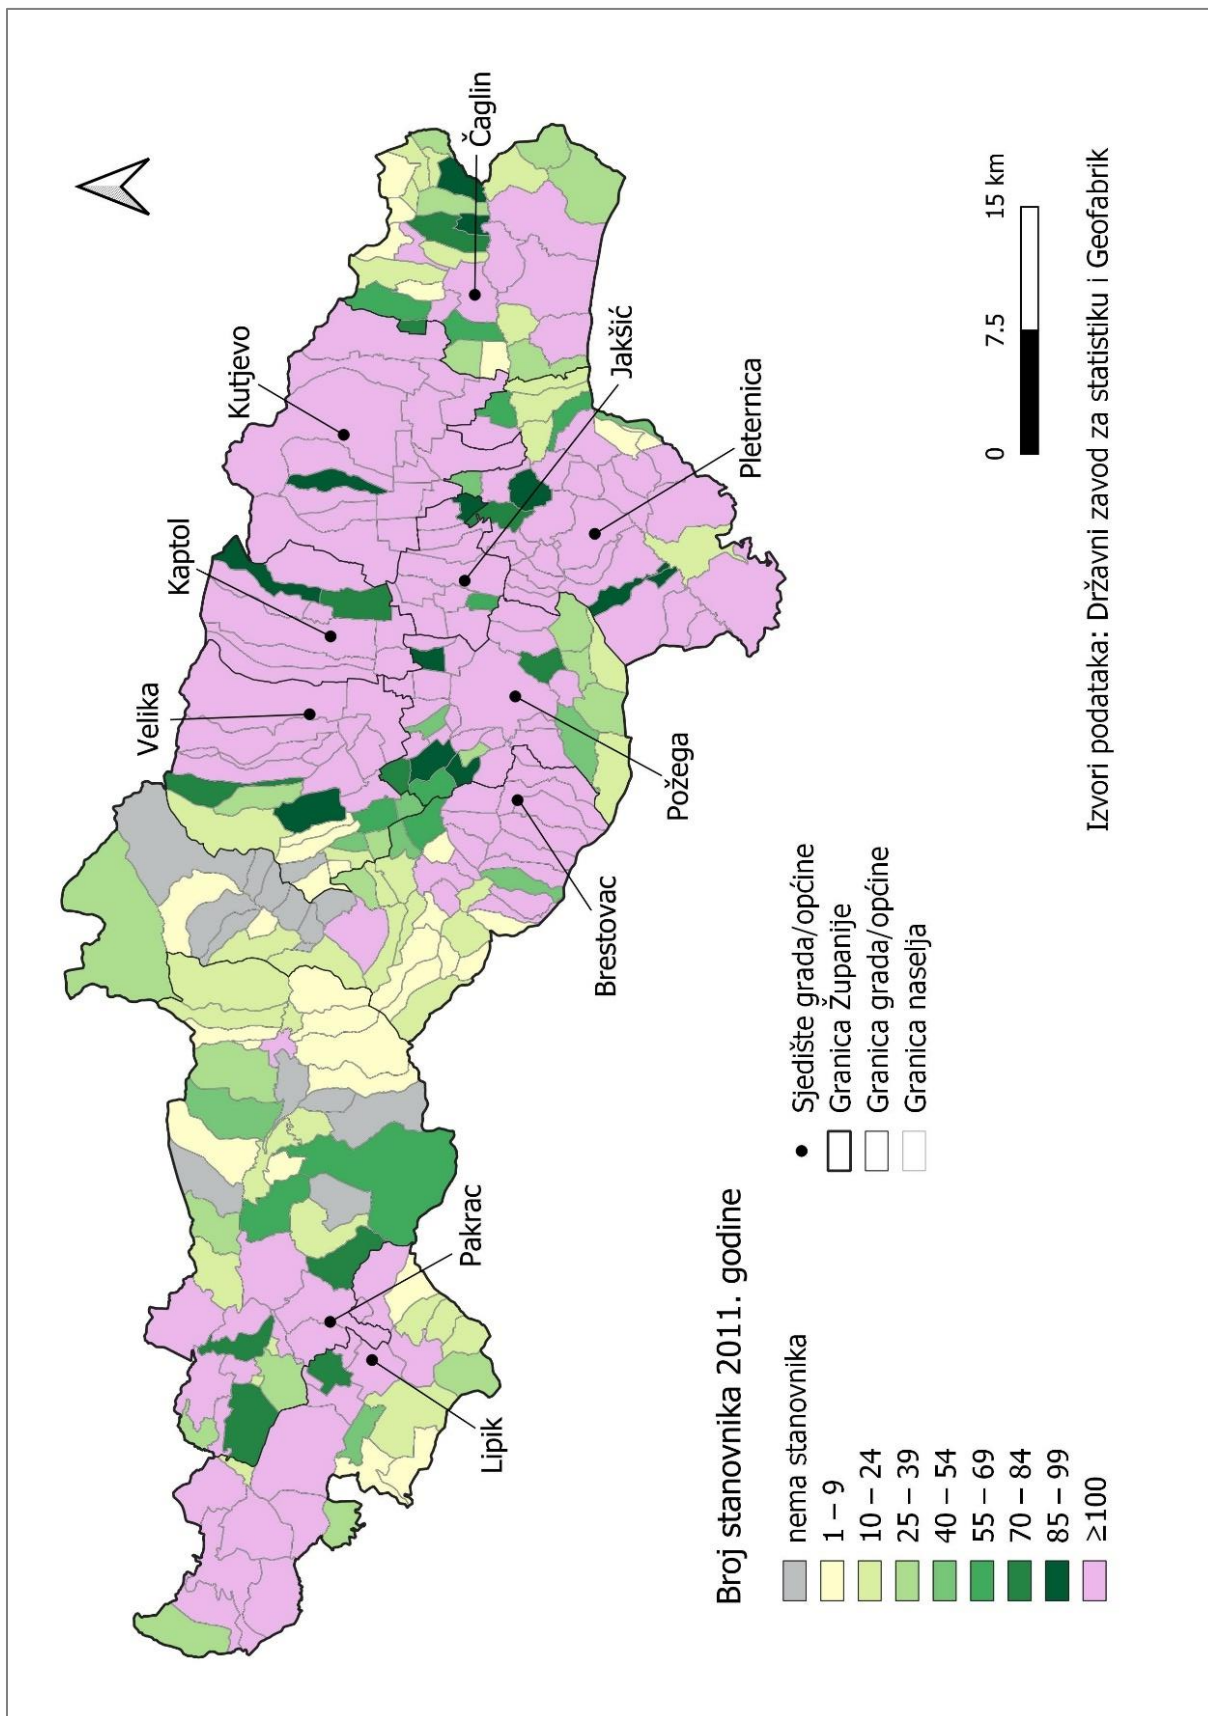 Čaglin
Kutjevo
Jakšić
Kaptol
Pleternica
Velika
Požega
Brestovac
Pakrac
Lipik
0 7.5 15 km
Broj stanovnika 2011. godine
nema stanovnika
1 – 9
10 – 24
25 – 39
40 – 54
55 – 69
70 – 84
85 – 99
≥100
Sjedište grada/općine
Granica Županije
Granica grada/općine
Granica naselja
Izvori podataka: Državni zavod za statistiku i Geofabrik